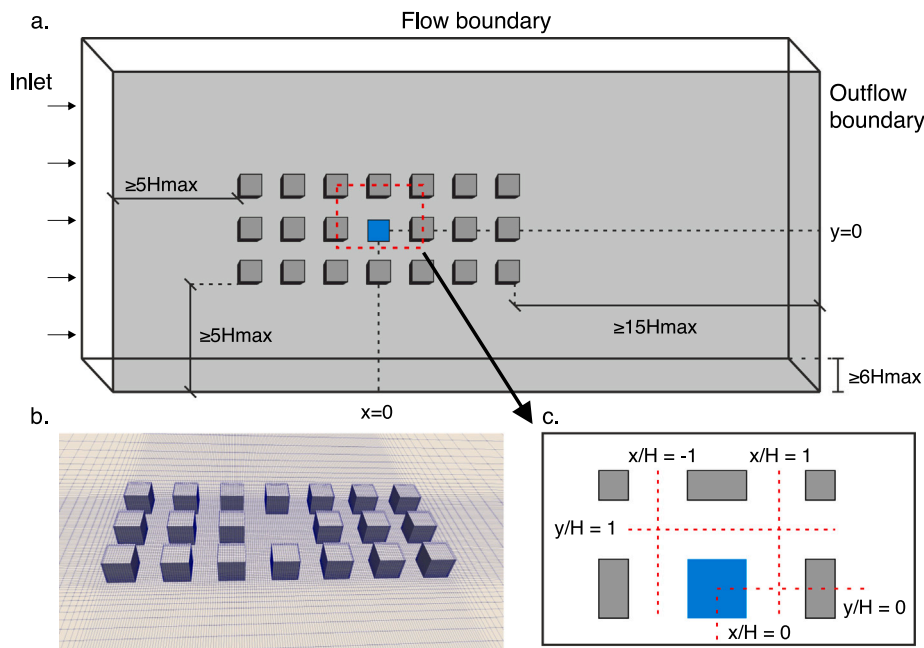 a.
Flow boundary
Inlet
Outflow
boundary
≥5Hmax
y=0
≥5Hmax
≥15Hmax
≥6Hmax
x=0
b.
c.
x/H = -1
x/H = 1
y/H = 1
y/H = 0
x/H = 0